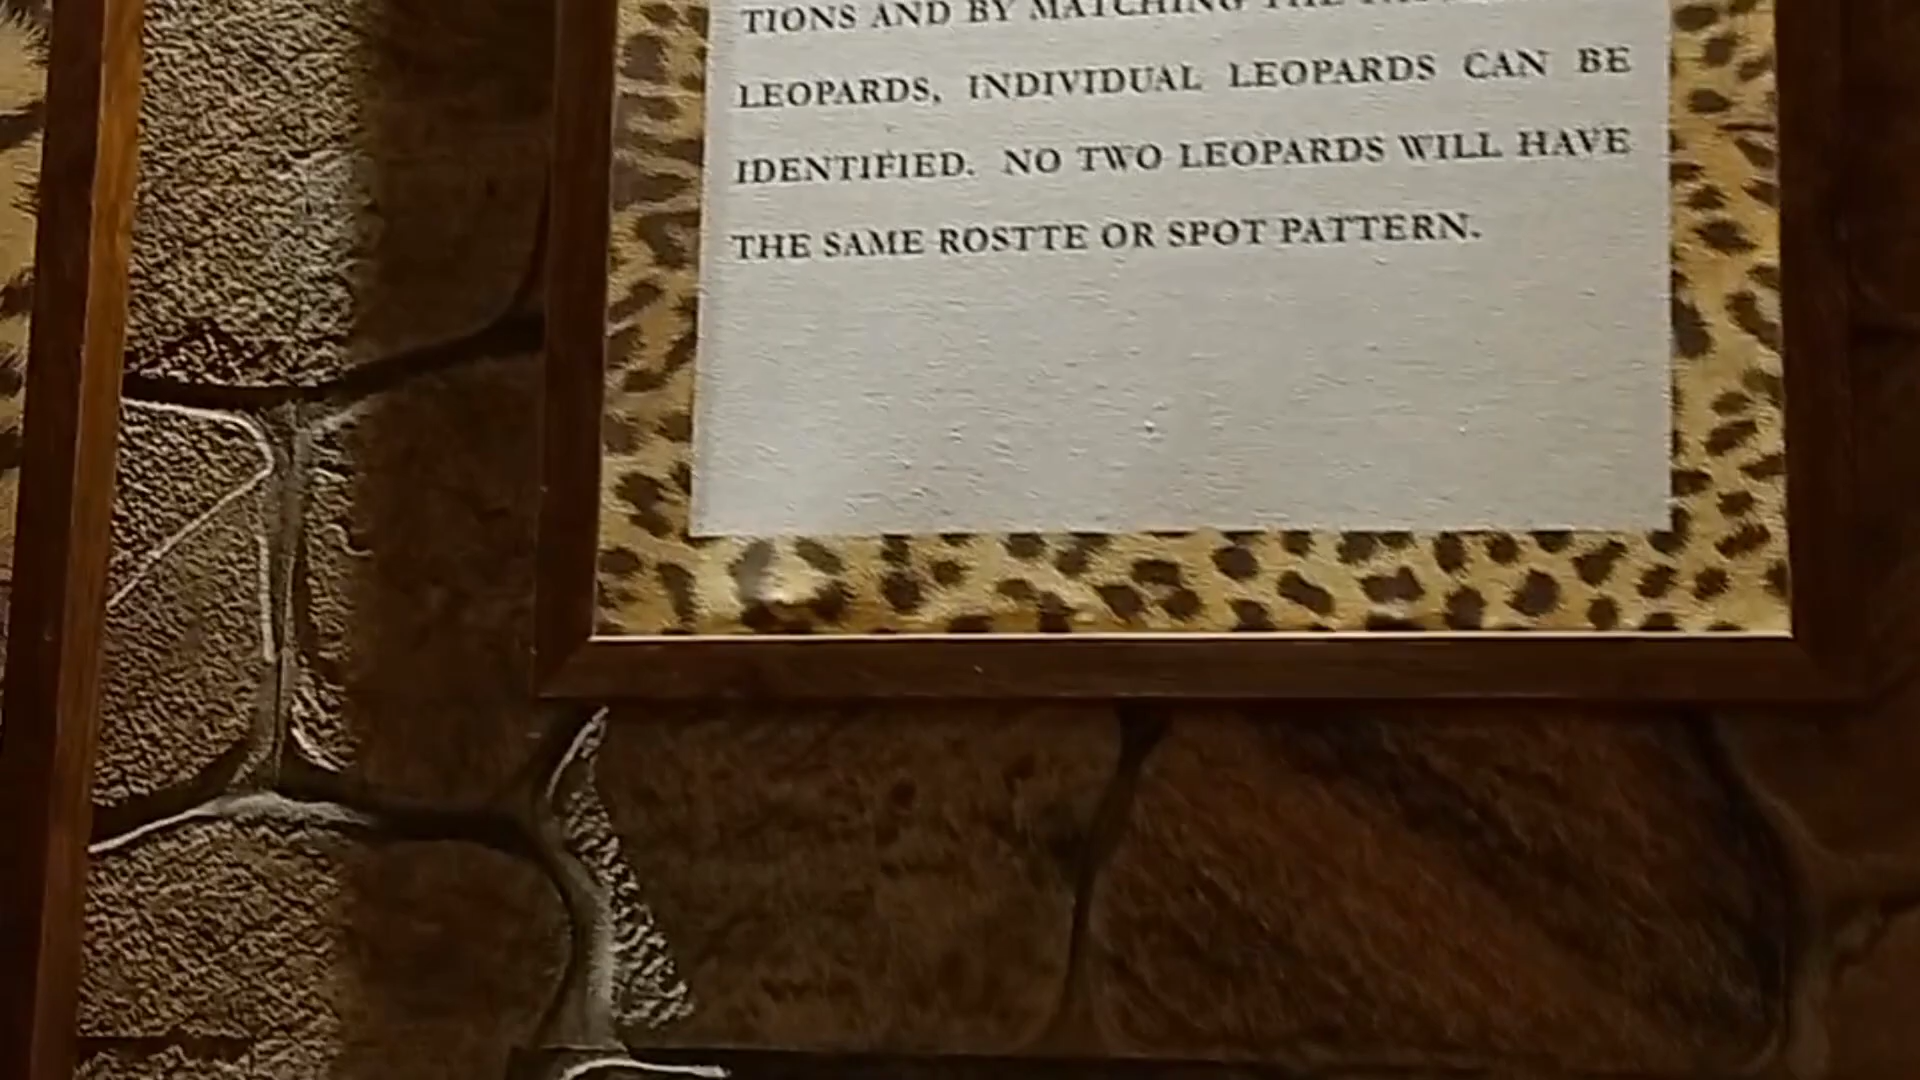 TIONS AND BY MATCHING THE
LEOPARDS, INDIVIDUAL LEOPARDS CAN BE
IDENTIFIED. NO TWO LEOPARDS WILL HAVE
THE SAME ROSTTE OR SPOT PATTERN.